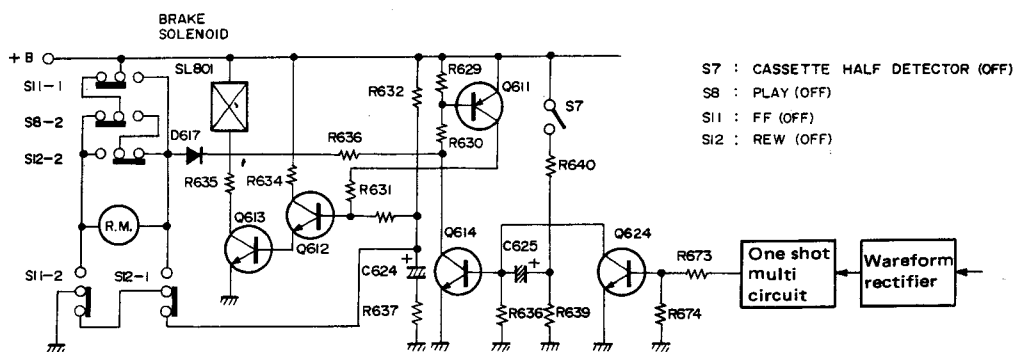 BRAKE
SOLENOID
+B
SL801
S11-1
S8-2
S12-2
D617
R636
R635
R634
R631
R632
R629
R630
Q611
S7
R640
S7 : CASSETTE HALF DETECTOR (OFF)
S8 : PLAY (OFF)
S11 : FF (OFF)
S12 : REW (OFF)
R.M.
Q613
Q612
Q614
C625
+
Q624
R673
One shot
multi
circuit
Wareform
rectifier
S11-2
S12-1
C624
+
R637
R636
R639
R674